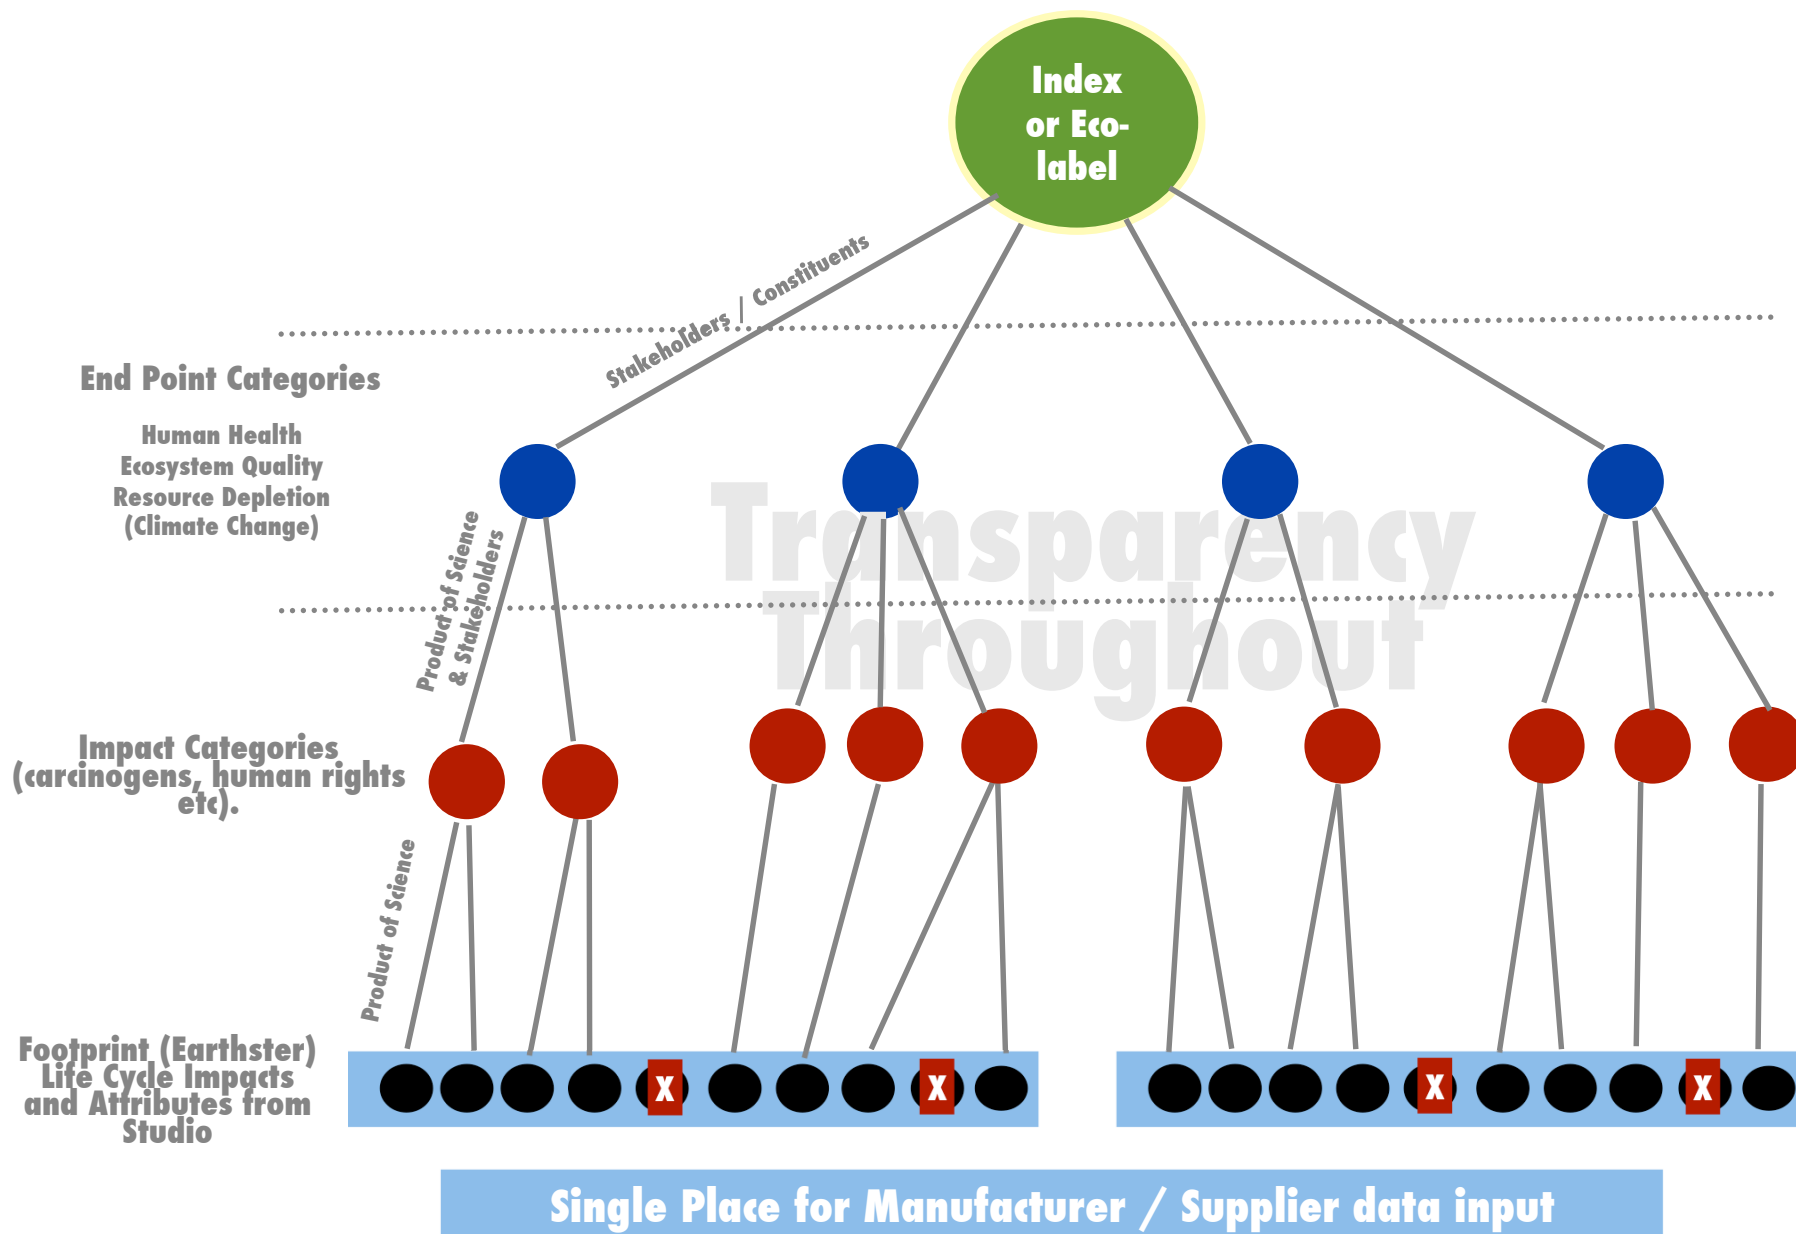 Index
or Eco-
label
Stakeholders / Constituents
End Point Categories
Human Health
Ecosystem Quality
Resource Depletion
(Climate Change)
Transparency
Throughout
Product of Science
& Stakeholders
Impact Categories
(carcinogens, human rights
etc).
Product of Science
Footprint (Earthster)
Life Cycle Impacts
and Attributes from
Studio
X
X
X
X
Single Place for Manufacturer / Supplier data input